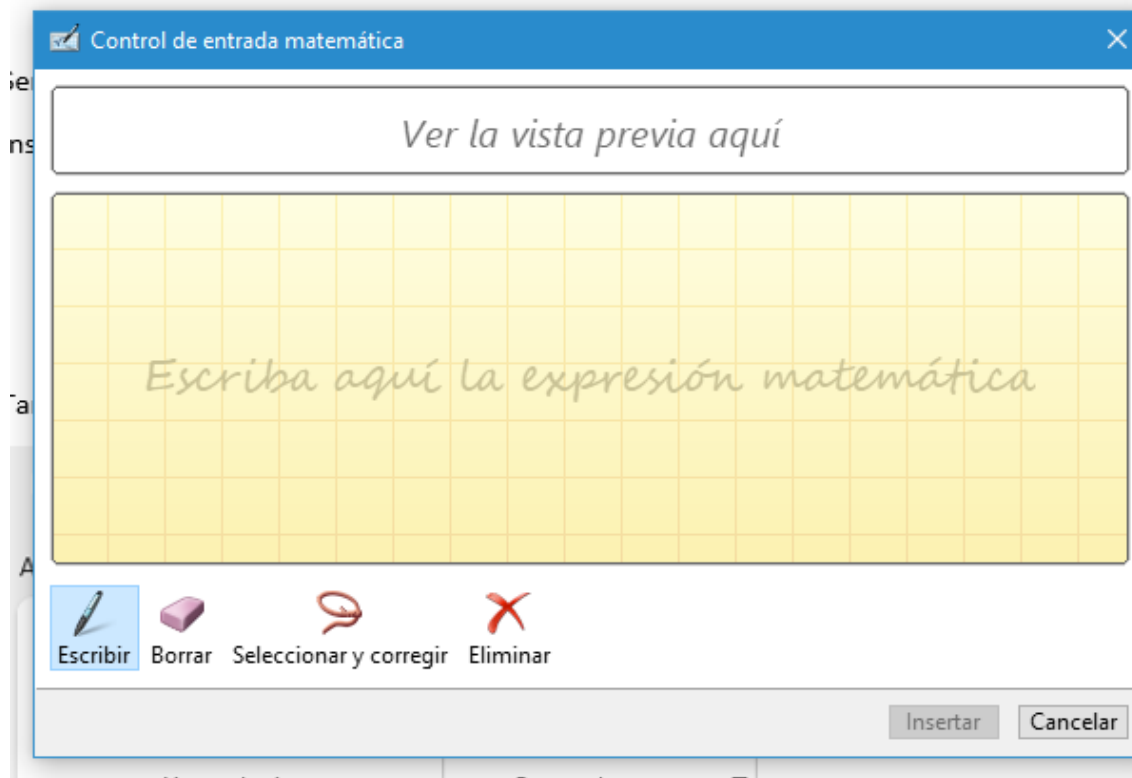 Control de entrada matemática
Ver la vista previa aquí
Escriba aquí la expresión matemática
Escribir Borrar Seleccionar y corregir Eliminar
Insertar Cancelar